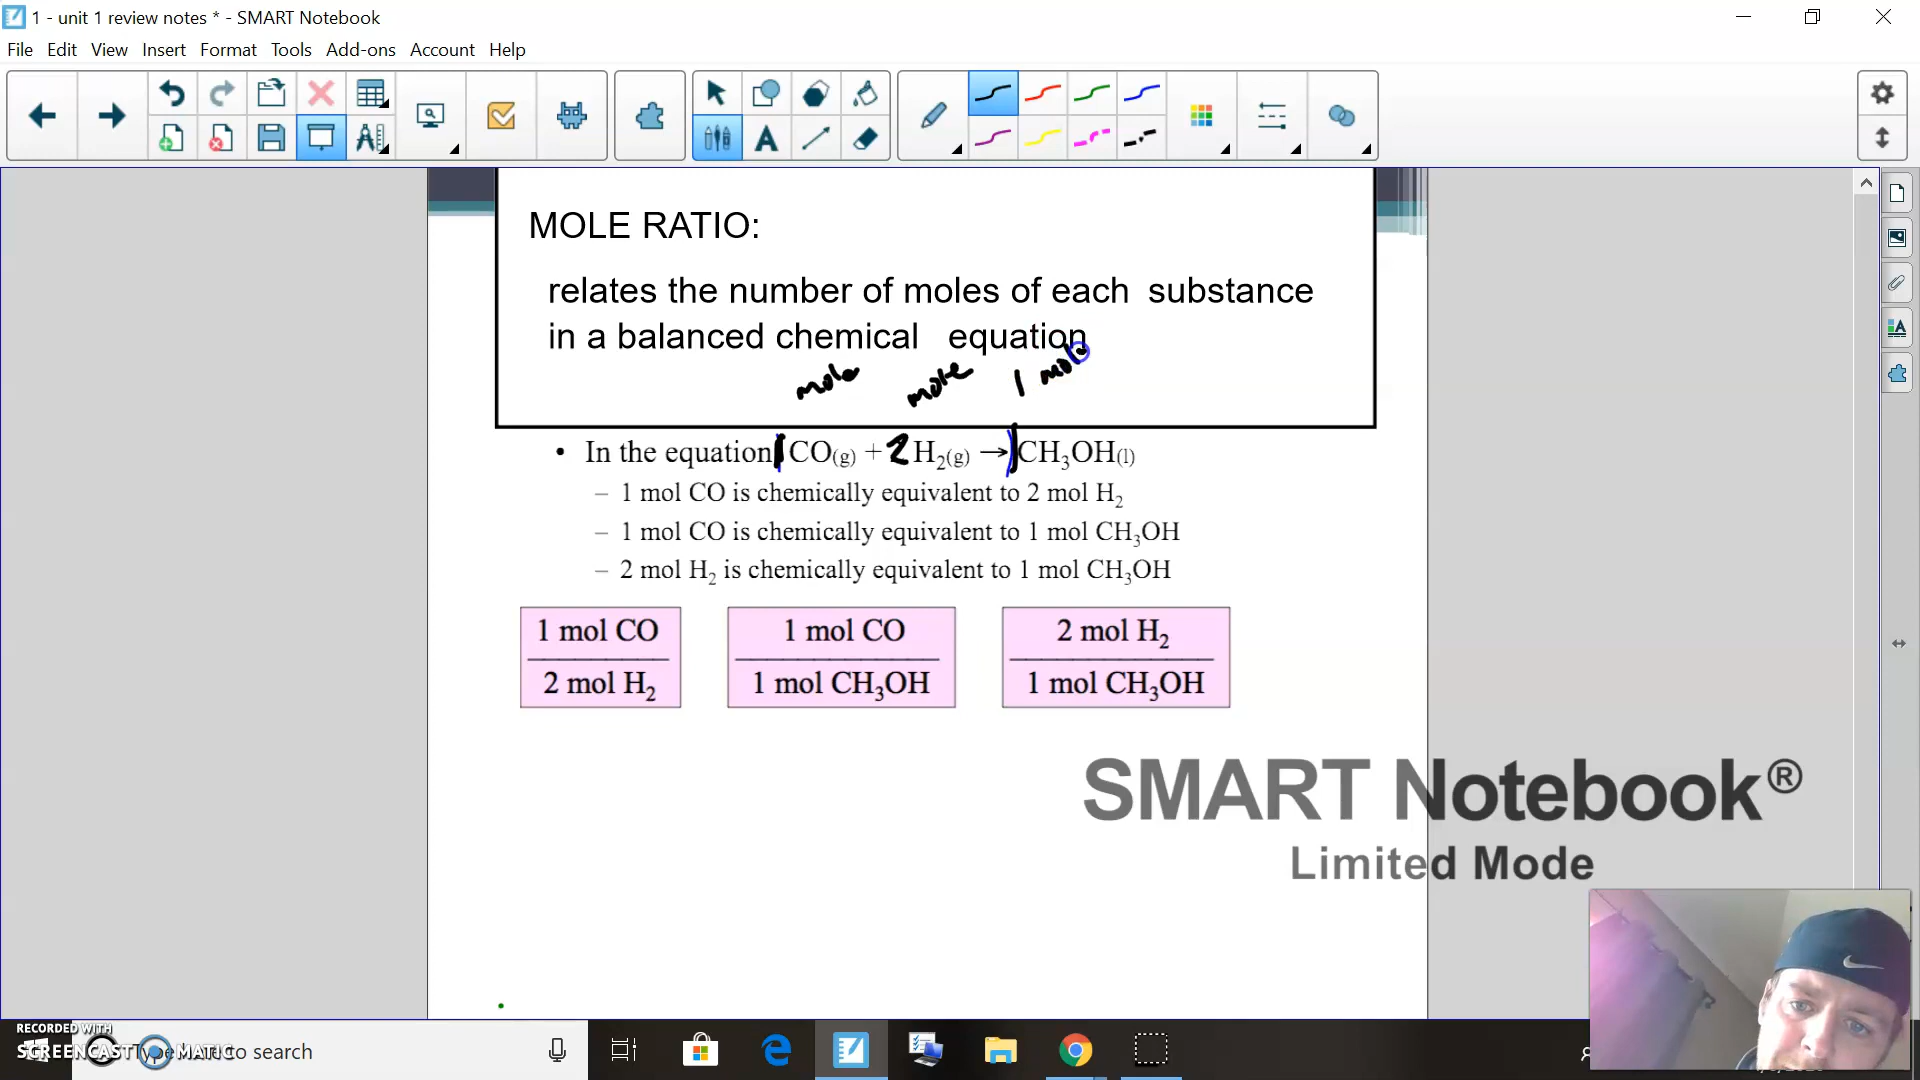 1 - unit 1 review notes * - SMART Notebook
File Edit View Insert Format Tools Add-ons Account Help
MOLE RATIO:
relates the number of moles of each substance
in a balanced chemical equation
mole mole 1 mole
• In the equation 1 CO(g) + 2 H₂(g) → 1 CH₃OH(l)
– 1 mol CO is chemically equivalent to 2 mol H₂
– 1 mol CO is chemically equivalent to 1 mol CH₃OH
– 2 mol H₂ is chemically equivalent to 1 mol CH₃OH
1 mol CO 1 mol CO 2 mol H₂
2 mol H₂ 1 mol CH₃OH 1 mol CH₃OH
SMART Notebook®
Limited Mode
RECORDED WITH
SCREENCAST MATIC
to search